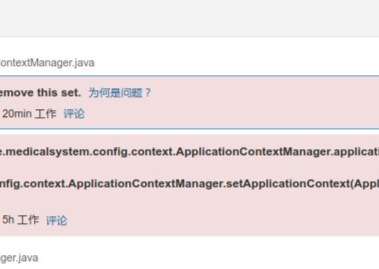 ontextManager.java
emove this set. 为何是问题？
20min 工作 评论
e.medicalsystem.config.context.ApplicationContextManager.applicati
nfig.context.ApplicationContextManager.setApplicationContext(Appl
5h 工作 评论
ger.java